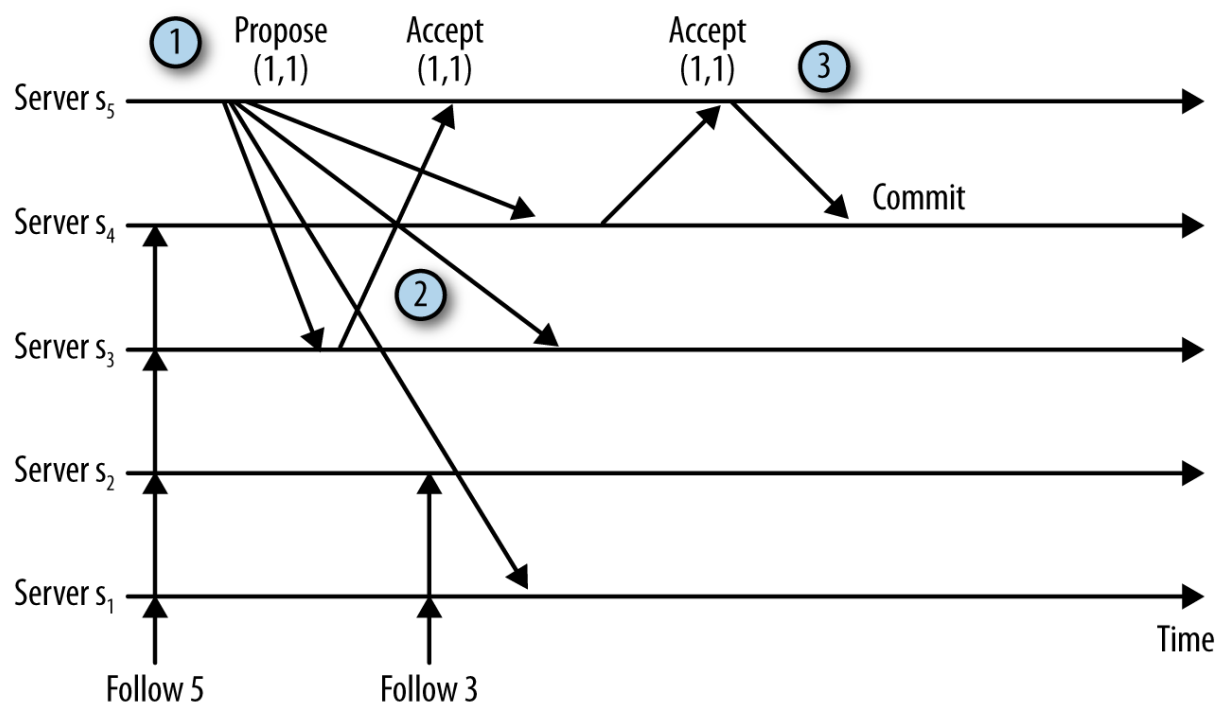 1
Propose
(1,1)
Accept
(1,1)
Accept
(1,1)
3
Server s5
Server s4
Commit
2
Server s3
Server s2
Server s1
Time
Follow 5
Follow 3